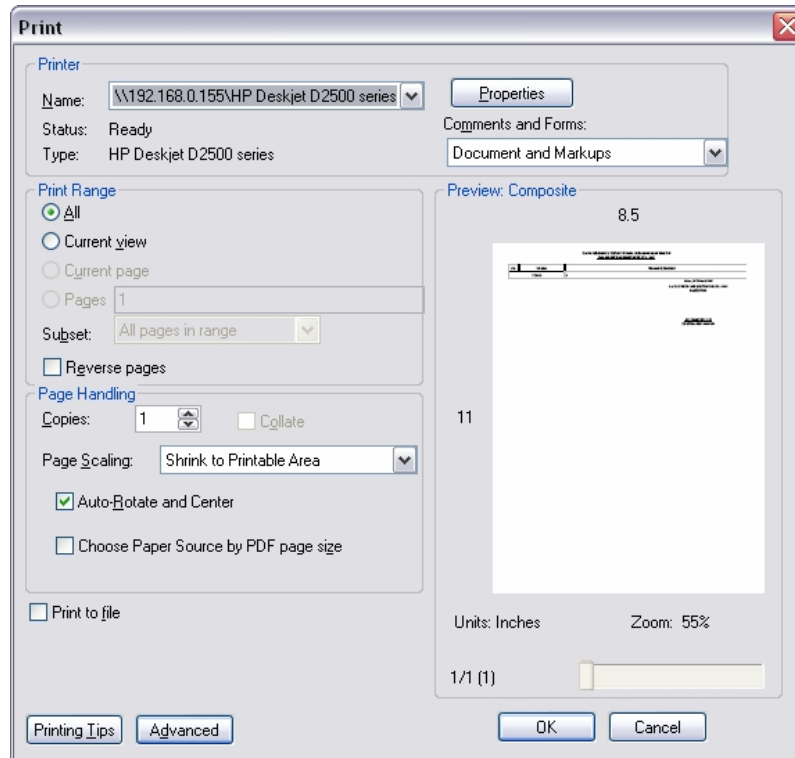 Print
Printer
Name: \\192.168.0.155\HP Deskjet D2500 series
Properties
Status: Ready
Comments and Forms:
Type: HP Deskjet D2500 series
Document and Markups
Print Range
All
Current view
Current page
Pages 1
Subset: All pages in range
Reverse pages
Page Handling
Copies: 1 Collate
Page Scaling: Shrink to Printable Area
Auto-Rotate and Center
Choose Paper Source by PDF page size
Print to file
Preview: Composite
8.5
11
Units: Inches Zoom: 55%
1/1 (1)
Printing Tips Advanced OK Cancel